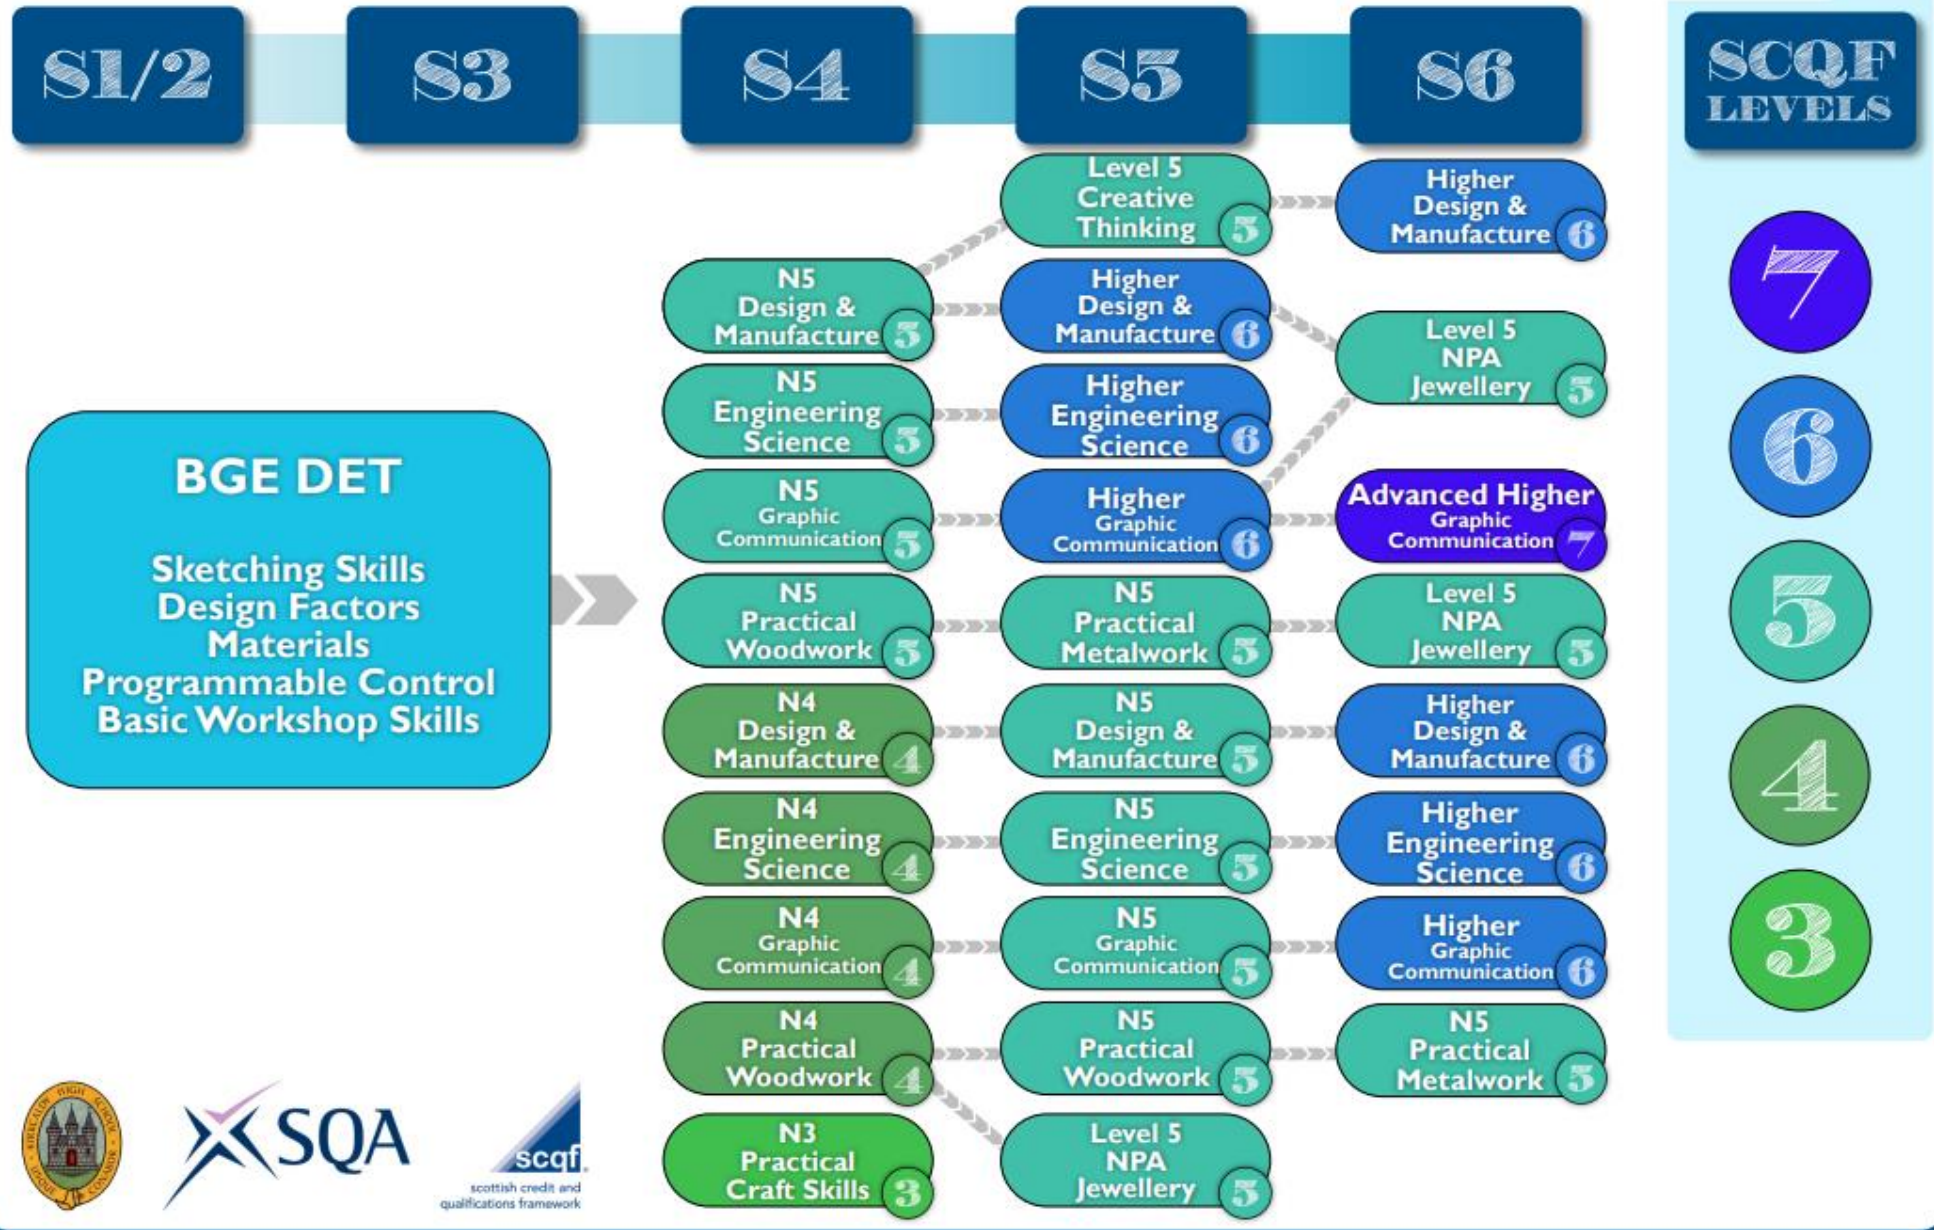 S1/2
S3
S4
S5
S6
SCQF
LEVELS
BGE DET
Sketching Skills
Design Factors
Materials
Programmable Control
Basic Workshop Skills
N5
Design &
Manufacture
5
N5
Engineering
Science
5
N5
Graphic
Communication
5
N5
Practical
Woodwork
5
N4
Design &
Manufacture
4
N4
Engineering
Science
4
N4
Graphic
Communication
4
N4
Practical
Woodwork
4
N3
Practical
Craft Skills
3
Level 5
Creative
Thinking
5
Higher
Design &
Manufacture
6
Higher
Engineering
Science
6
Higher
Graphic
Communication
6
N5
Practical
Metalwork
5
N5
Design &
Manufacture
5
N5
Engineering
Science
5
N5
Graphic
Communication
5
N5
Practical
Woodwork
5
Level 5
NPA
Jewellery
5
Higher
Design &
Manufacture
6
Level 5
NPA
Jewellery
5
Advanced Higher
Graphic
Communication
7
Level 5
NPA
Jewellery
5
Higher
Design &
Manufacture
6
Higher
Engineering
Science
6
Higher
Graphic
Communication
6
N5
Practical
Metalwork
5
7
6
5
4
3
KIRKCALDY HIGH SCHOOL
SQA
scqf
scottish credit and
qualifications framework